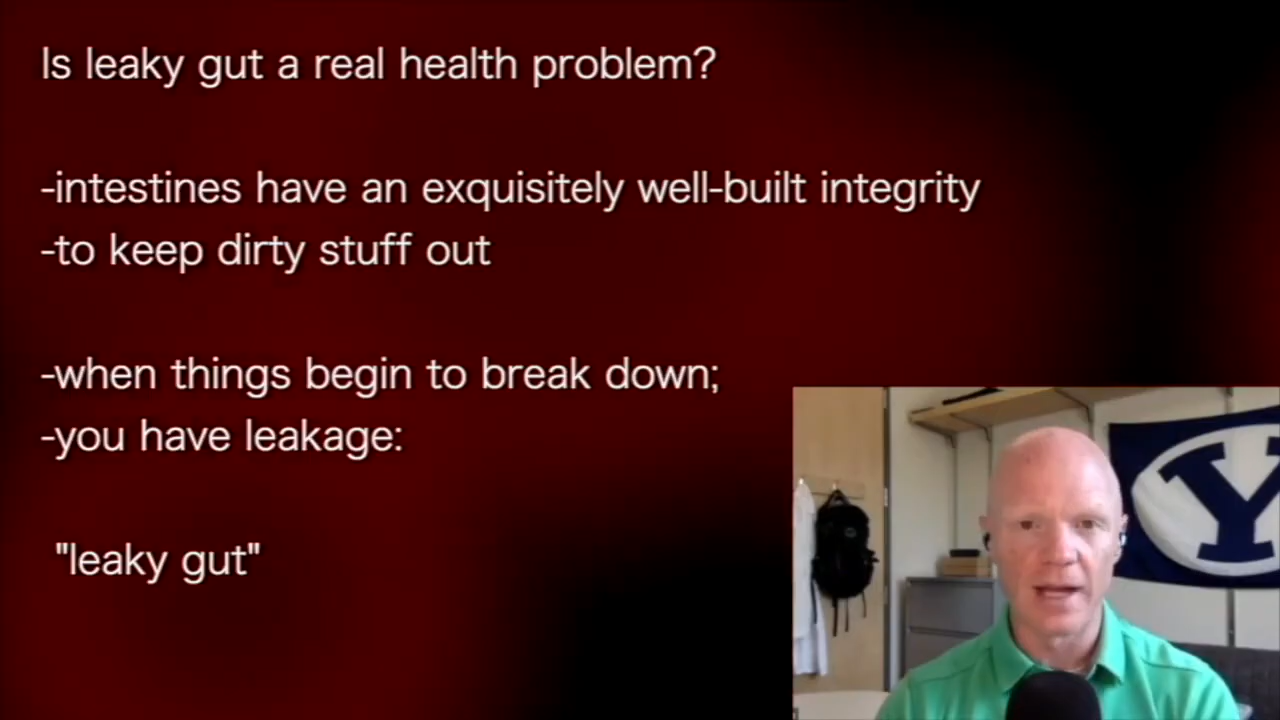 Is leaky gut a real health problem?
-intestines have an exquisitely well-built integrity
-to keep dirty stuff out
-when things begin to break down;
-you have leakage:
"leaky gut"
Y